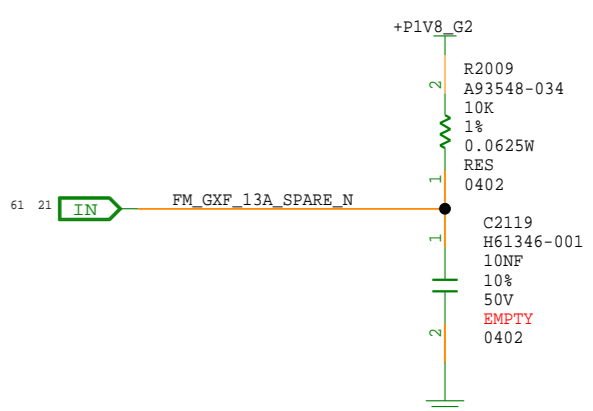 +P1V8_G2
2
R2009
A93548-034
10K
1%
0.0625W
RES
0402
1
61 21 IN
FM_GXF_13A_SPARE_N
1
C2119
H61346-001
10NF
10%
50V
EMPTY
0402
2